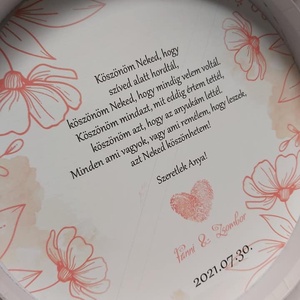 Köszönöm Neked, hogy
szíved alatt hordtál,
köszönöm Neked, hogy mindig velem voltál.
Köszönöm mindazt, mit eddig értem tettél,
köszönöm azt, hogy az anyukám lettél.
Minden ami vagyok, vagy ami remélem, hogy leszek,
azt Neked köszönhetem!
Szeretlek Anya!
Fanni & Zsombor
2021.07.30.